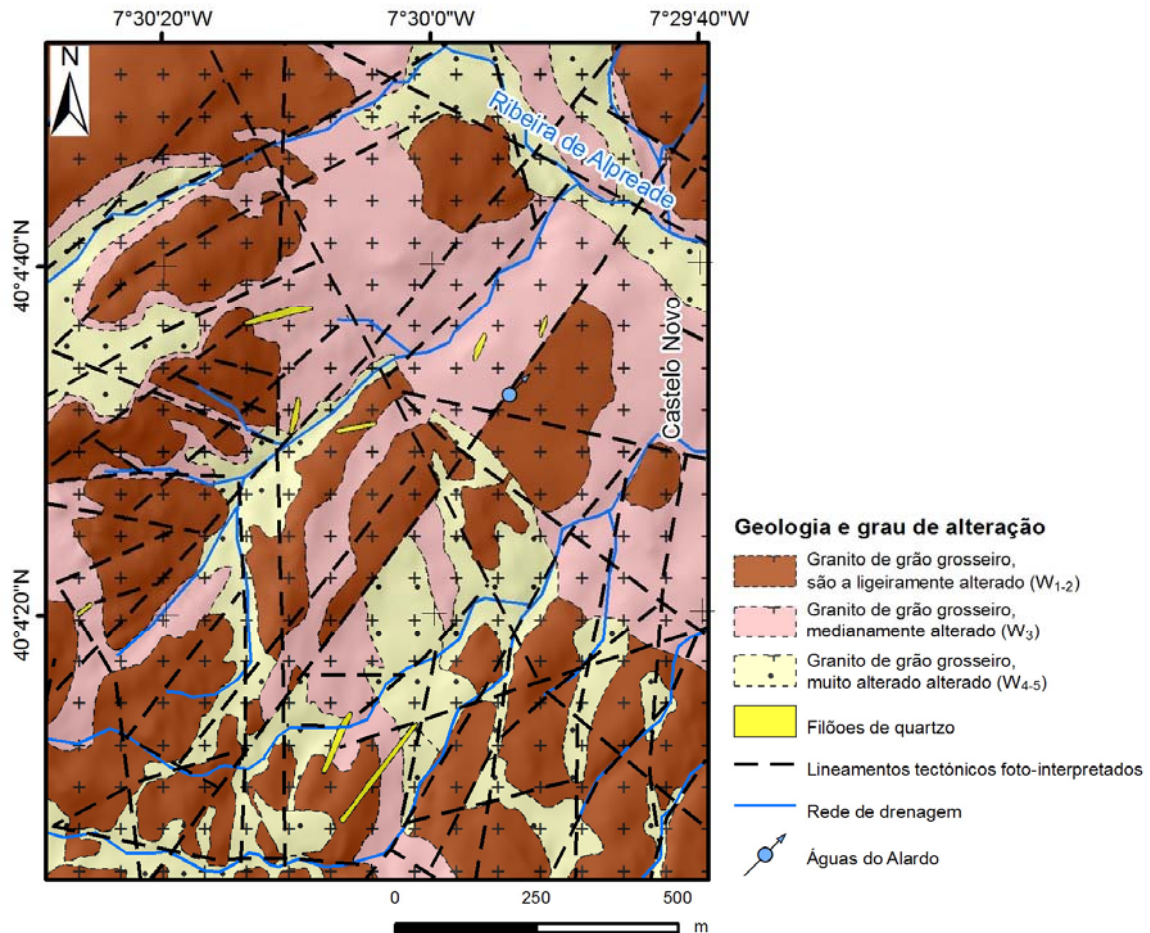 7°30'20"W
7°30'0"W
7°29'40"W
N
Ribeira de Alpreade
40°4'40"N
Castelo Novo
40°4'20"N
Geologia e grau de alteração
Granito de grão grosseiro,
são a ligeiramente alterado (W1-2)
Granito de grão grosseiro,
medianamente alterado (W3)
Granito de grão grosseiro,
muito alterado alterado (W4-5)
Filões de quartzo
Lineamentos tectónicos foto-interpretados
Rede de drenagem
Águas do Alardo
0 250 500
m